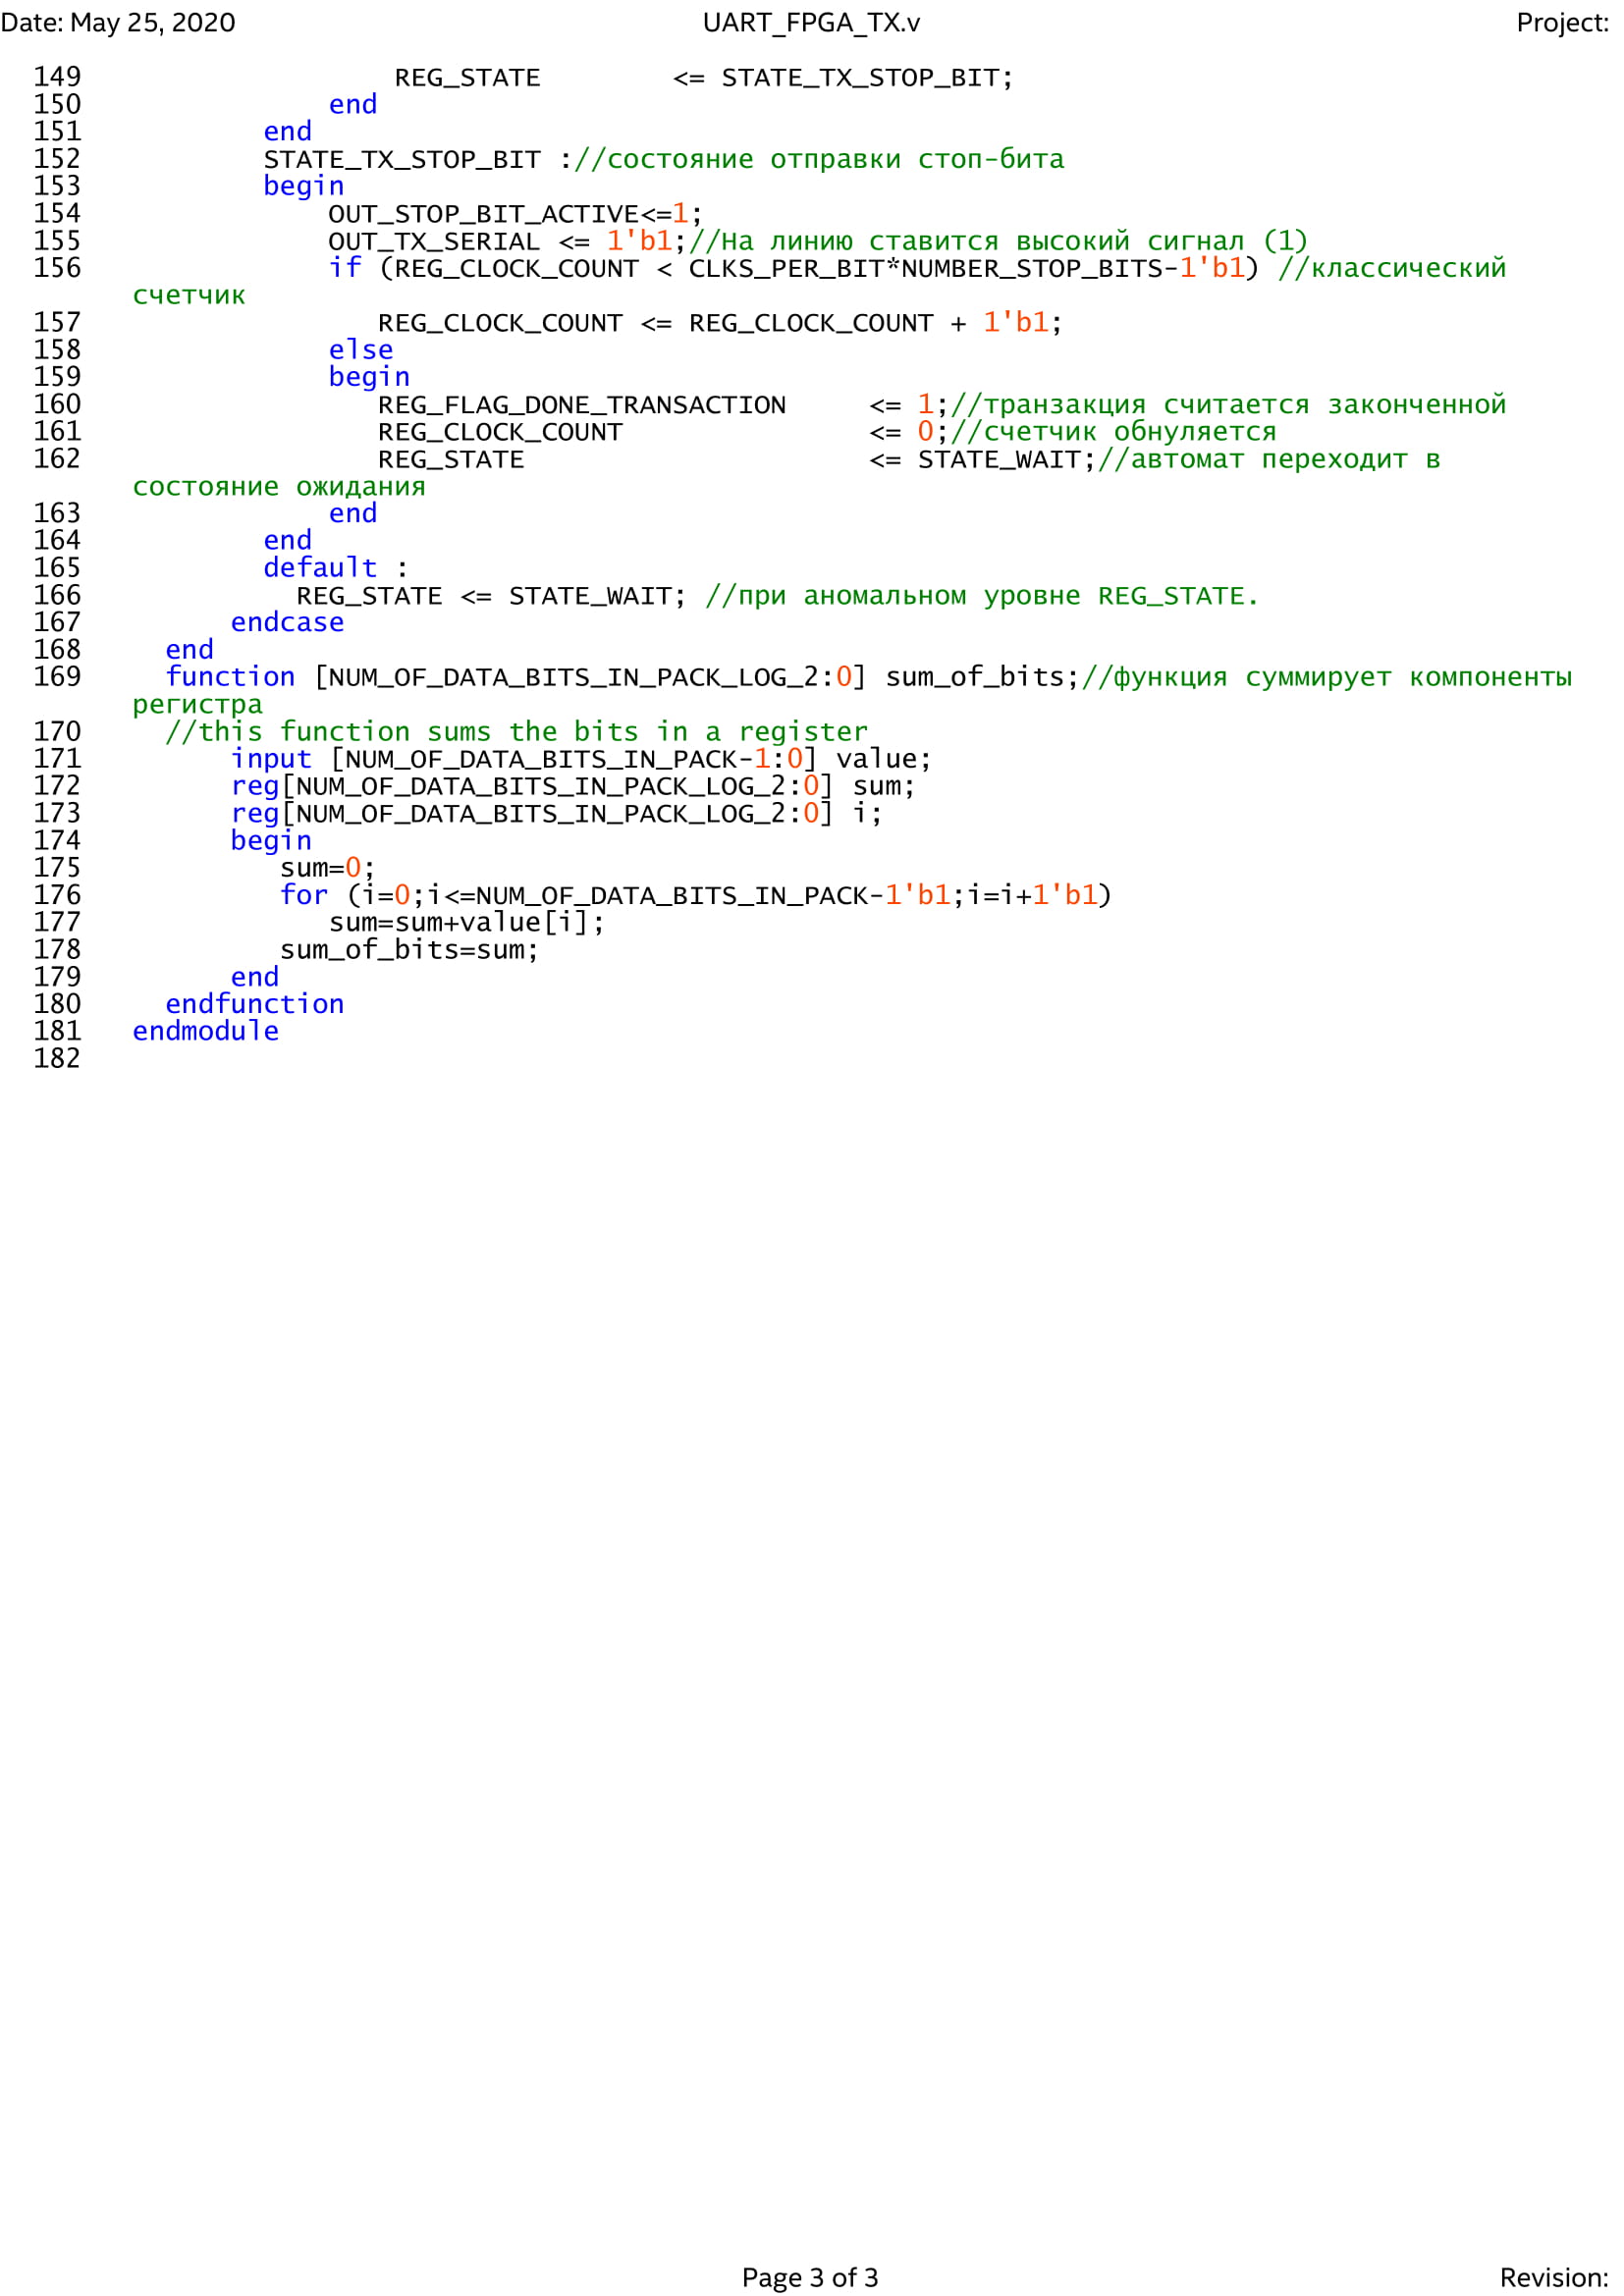 Date: May 25, 2020 UART_FPGA_TX.v Project:
149 REG_STATE <= STATE_TX_STOP_BIT;
150 end
151 end
152 STATE_TX_STOP_BIT ://состояние отправки стоп-бита
153 begin
154 OUT_STOP_BIT_ACTIVE<=1;
155 OUT_TX_SERIAL <= 1'b1;//На линию ставится высокий сигнал (1)
156 if (REG_CLOCK_COUNT < CLKS_PER_BIT*NUMBER_STOP_BITS-1'b1) //классический
счетчик
157 REG_CLOCK_COUNT <= REG_CLOCK_COUNT + 1'b1;
158 else
159 begin
160 REG_FLAG_DONE_TRANSACTION <= 1;//транзакция считается законченной
161 REG_CLOCK_COUNT <= 0;//счетчик обнуляется
162 REG_STATE <= STATE_WAIT;//автомат переходит в
состояние ожидания
163 end
164 end
165 default :
166 REG_STATE <= STATE_WAIT; //при аномальном уровне REG_STATE.
167 endcase
168 end
169 function [NUM_OF_DATA_BITS_IN_PACK_LOG_2:0] sum_of_bits;//функция суммирует компоненты
регистра
170 //this function sums the bits in a register
171 input [NUM_OF_DATA_BITS_IN_PACK-1:0] value;
172 reg[NUM_OF_DATA_BITS_IN_PACK_LOG_2:0] sum;
173 reg[NUM_OF_DATA_BITS_IN_PACK_LOG_2:0] i;
174 begin
175 sum=0;
176 for (i=0;i<=NUM_OF_DATA_BITS_IN_PACK-1'b1;i=i+1'b1)
177 sum=sum+value[i];
178 sum_of_bits=sum;
179 end
180 endfunction
181 endmodule
182
Page 3 of 3 Revision: